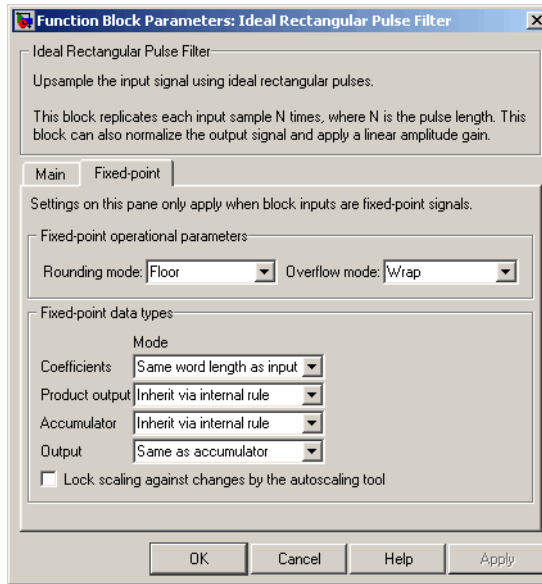 Function Block Parameters: Ideal Rectangular Pulse Filter
Ideal Rectangular Pulse Filter
Upsample the input signal using ideal rectangular pulses.
This block replicates each input sample N times, where N is the pulse length. This
block can also normalize the output signal and apply a linear amplitude gain.
Main Fixed-point
Settings on this pane only apply when block inputs are fixed-point signals.
Fixed-point operational parameters
Rounding mode: Floor Overflow mode: Wrap
Fixed-point data types
Mode
Coefficients Same word length as input
Product output Inherit via internal rule
Accumulator Inherit via internal rule
Output Same as accumulator
Lock scaling against changes by the autoscaling tool
OK Cancel Help Apply